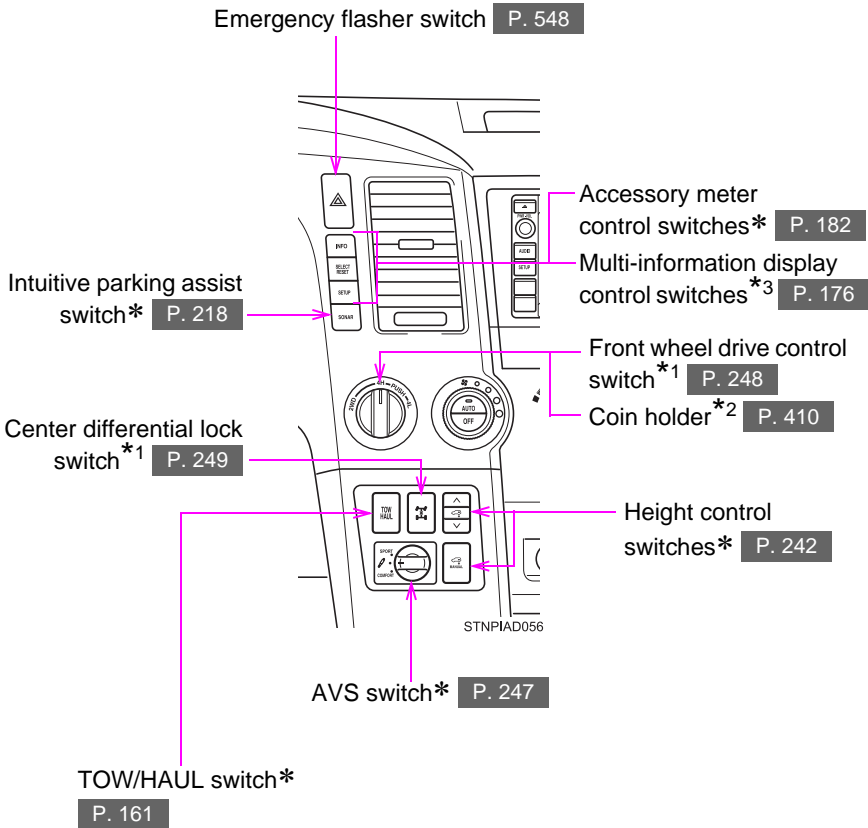 Emergency flasher switch P. 548
INFO
SELECT
RESET
SETUP
SONAR
AUDIO
SETUP
Accessory meter
control switches* P. 182
Multi-information display
control switches*3 P. 176
Intuitive parking assist
switch* P. 218
2WD 4H PUSH 4L
AUTO
OFF
Front wheel drive control
switch*1 P. 248
Coin holder*2 P. 410
Center differential lock
switch*1 P. 249
TOW
HAUL
SPORT
COMFORT
MANUAL
Height control
switches* P. 242
STNPIAD056
AVS switch* P. 247
TOW/HAUL switch*
P. 161